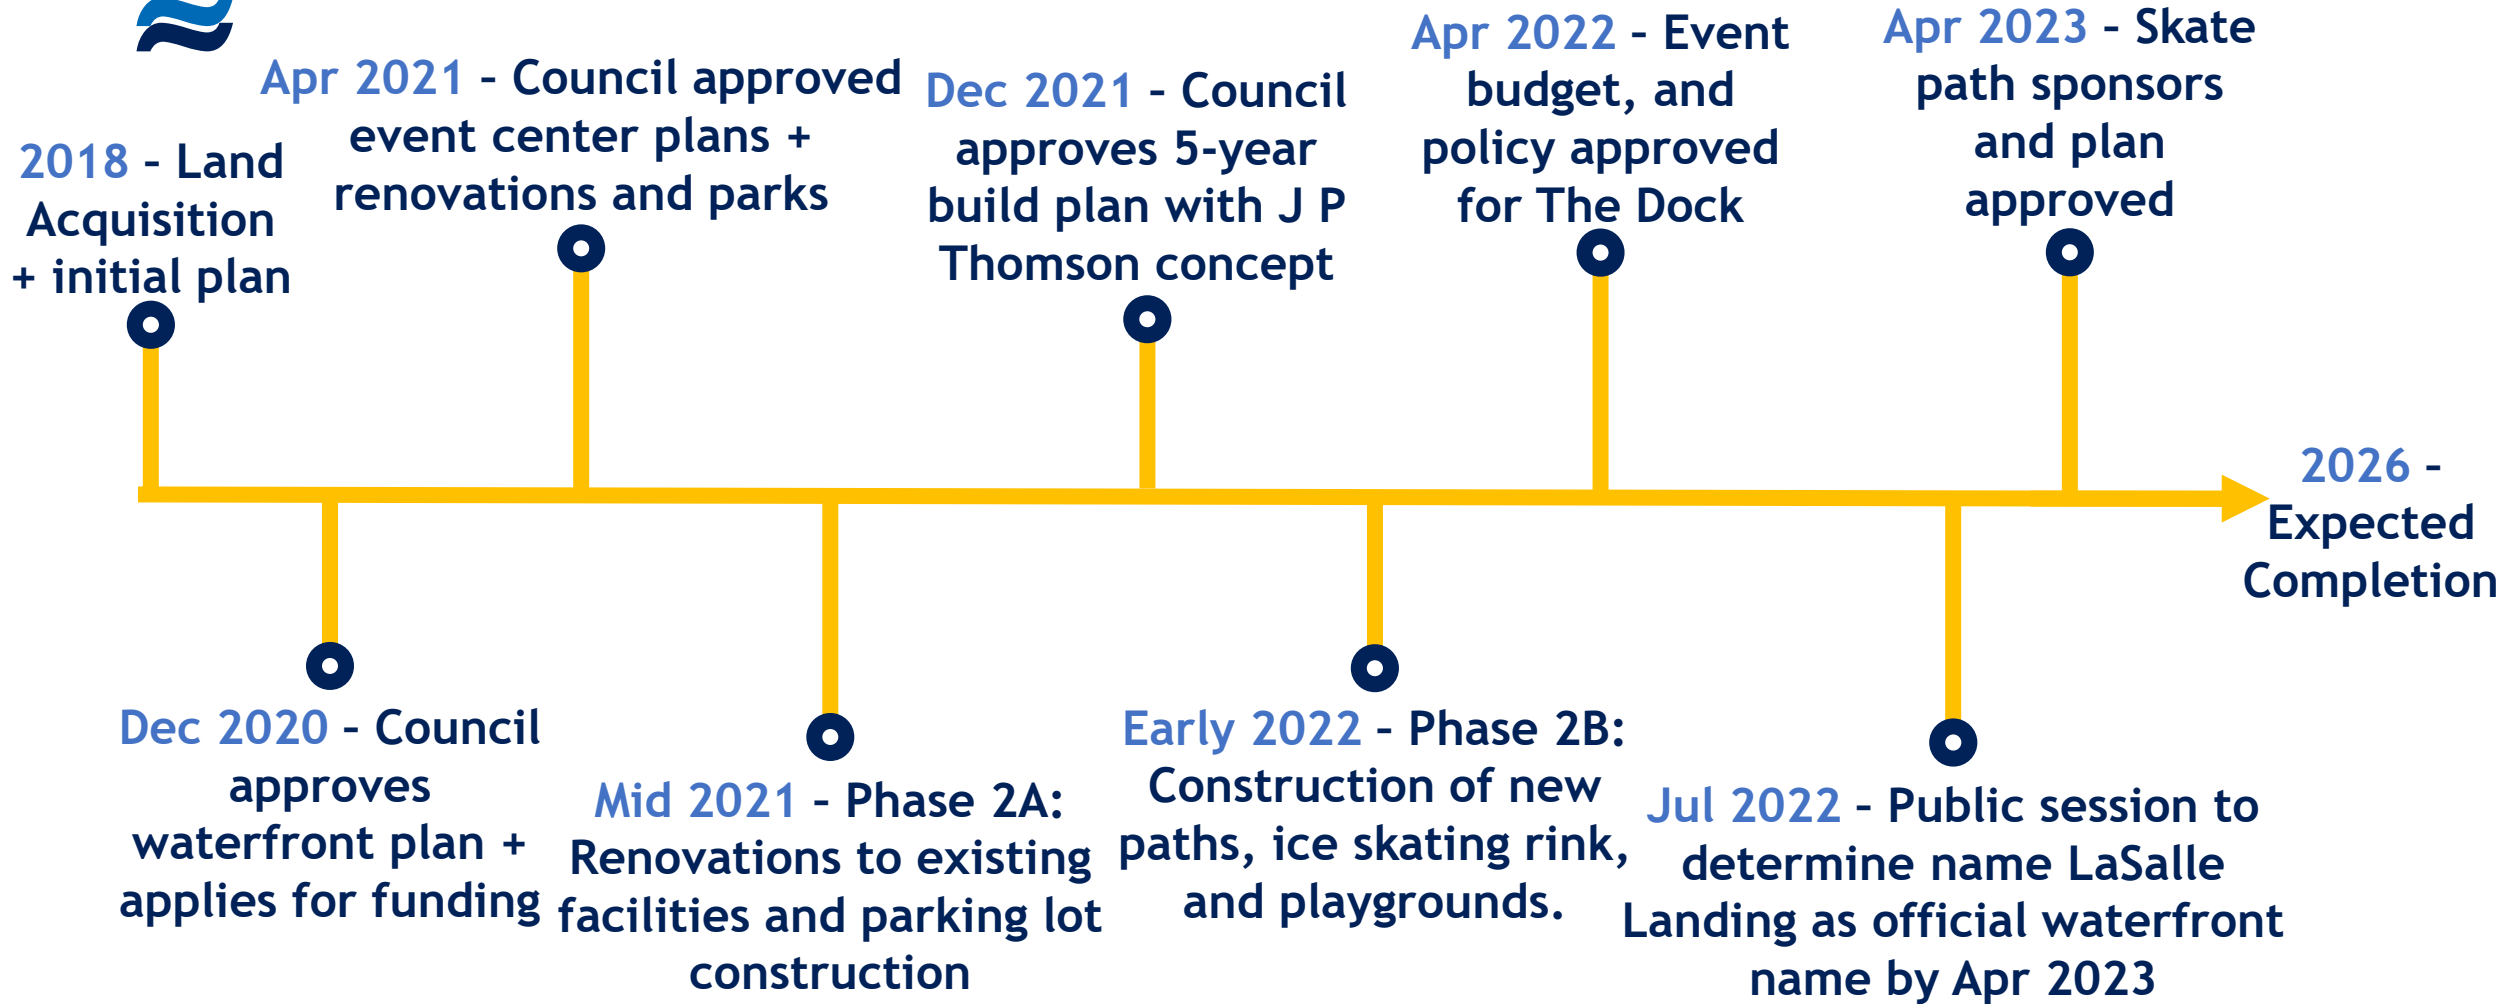 2018 – Land
Acquisition
+ initial plan
Apr 2021 – Council approved
event center plans +
renovations and parks
Dec 2021 – Council
approves 5-year
build plan with J P
Thomson concept
Apr 2022 – Event
budget, and
policy approved
for The Dock
Apr 2023 – Skate
path sponsors
and plan
approved
2026 –
Expected
Completion
Dec 2020 – Council
approves
waterfront plan +
applies for funding
Mid 2021 – Phase 2A:
Renovations to existing
facilities and parking lot
construction
Early 2022 – Phase 2B:
Construction of new
paths, ice skating rink,
and playgrounds.
Jul 2022 – Public session to
determine name LaSalle
Landing as official waterfront
name by Apr 2023